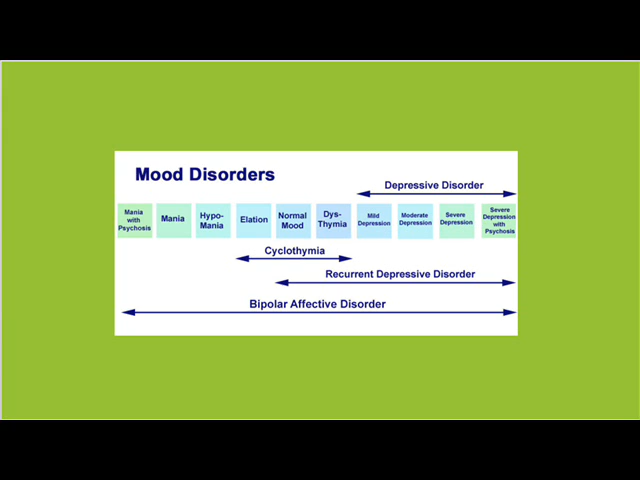 Mood Disorders
Depressive Disorder
Mania
with
Psychosis
Mania
Hypo-
Mania
Elation
Normal
Mood
Dys-
Thymia
Mild
Depression
Moderate
Depression
Severe
Depression
Severe
Depression
with
Psychosis
Cyclothymia
Recurrent Depressive Disorder
Bipolar Affective Disorder